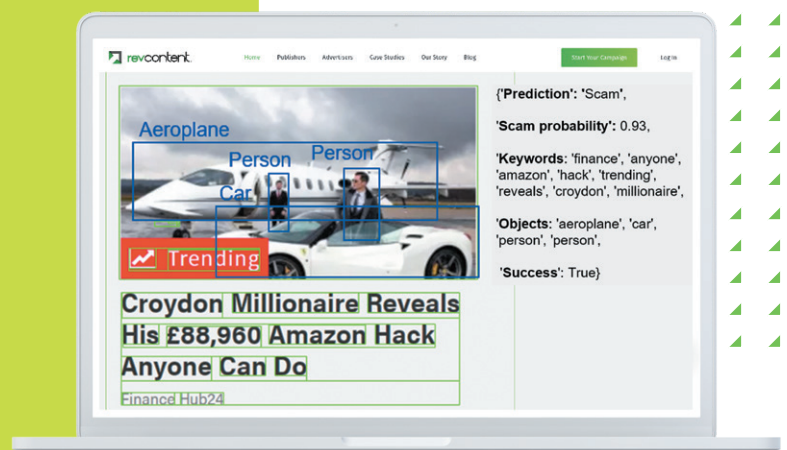 revcontent.
Home Publishers Advertisers Case Studies Our Story Blog Start Your Campaign Log In
Aeroplane
Person Person
Car
Trending
Croydon Millionaire Reveals
His £88,960 Amazon Hack
Anyone Can Do
Finance Hub24
{'Prediction': 'Scam',
'Scam probability': 0.93,
'Keywords: 'finance', 'anyone',
'amazon', 'hack', 'trending',
'reveals', 'croydon', 'millionaire',
'Objects: 'aeroplane', 'car',
'person', 'person',
'Success': True}